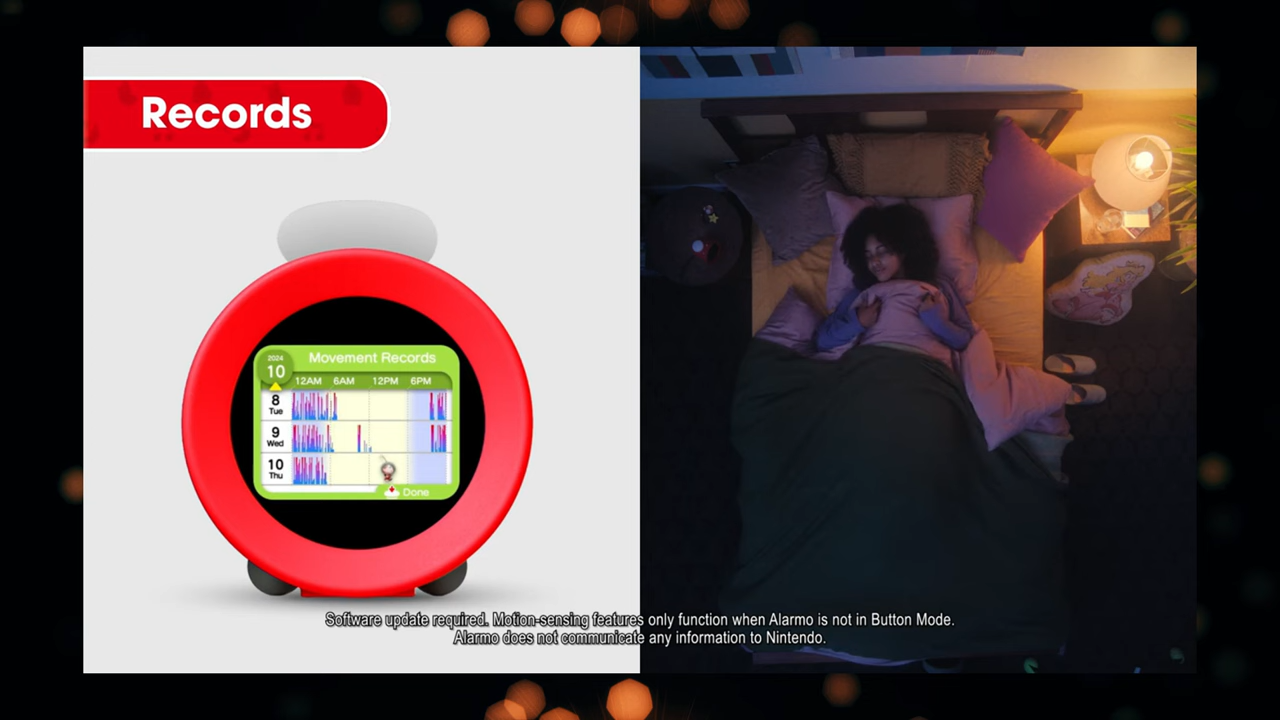 Records
2024
10
Movement Records
12AM 6AM 12PM 6PM
8
Tue
9
Wed
10
Thu
Done
Software update required. Motion-sensing features only function when Alarmo is not in Button Mode.
Alarmo does not communicate any information to Nintendo.